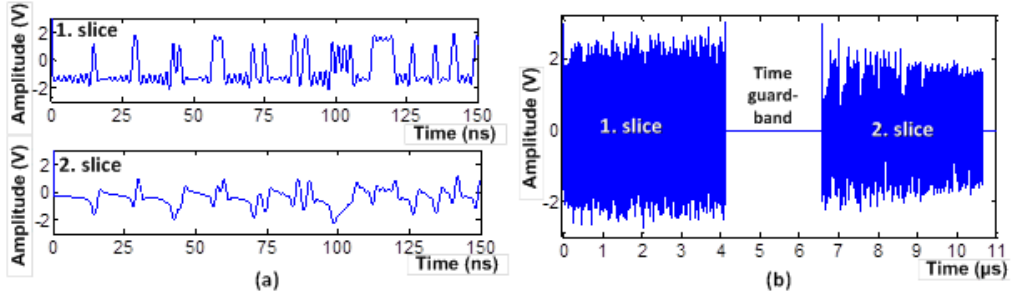 1. slice
Amplitude (V)
2
0
-2
0 25 50 75 100 125 150
Time (ns)
2. slice
Amplitude (V)
2
0
-2
0 25 50 75 100 125 150
Time (ns)
(a)
Amplitude (V)
2
0
-2
1. slice
Time
guard-
band
2. slice
0 1 2 3 4 5 6 7 8 9 10 11
Time (µs)
(b)